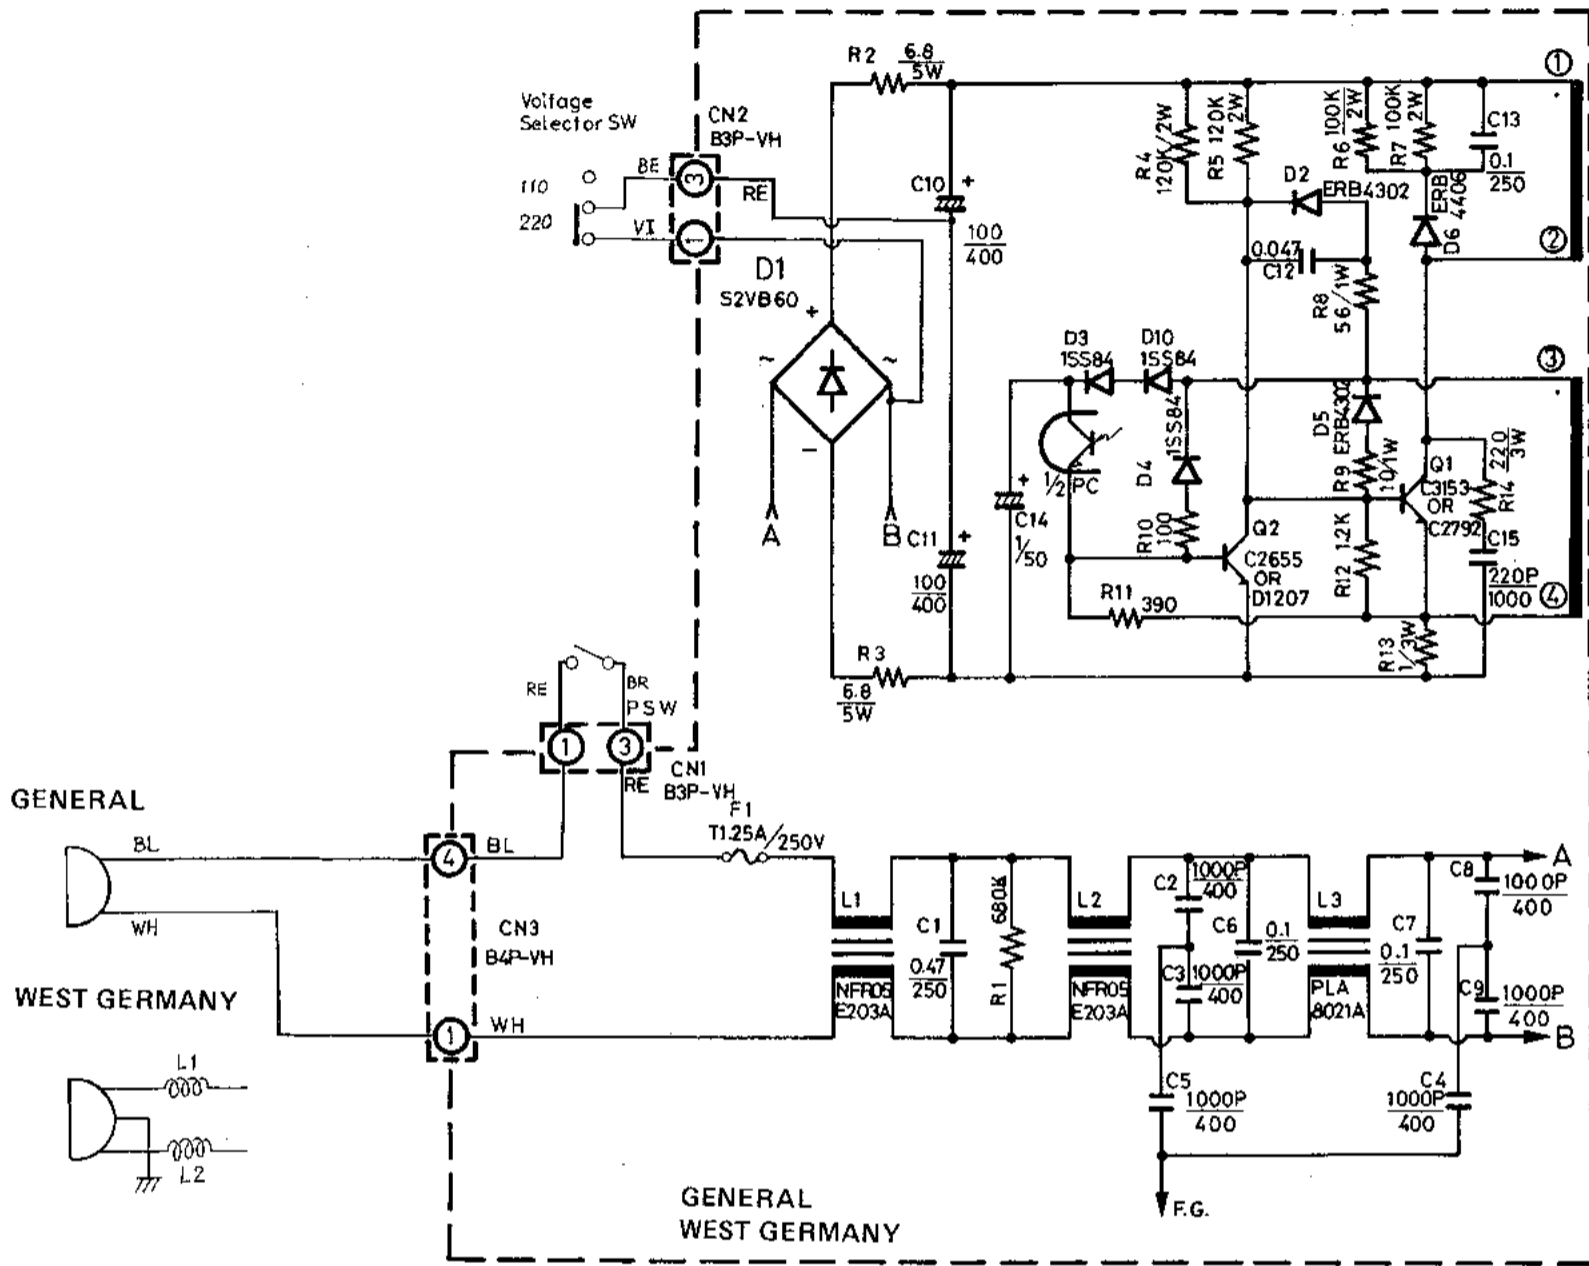 Voltage
Selector SW
110
220
BE
VI
CN2
B3P-VH
3
1
RE
R2
6.8
5W
D1
S2VB60
+
~
~
−
A
B
C10
+
100
400
C11
+
100
400
R3
6.8
5W
R4
120K/2W
R5 120K
2W
R6 100K
2W
R7 100K
2W
C13
0.1
250
D2
ERB4302
ERB
4406
D6
0.047
C12
R8
56/1W
D3
1SS84
D10
1SS84
1SS84
D4
1/2 PC
+
C14
1/50
R10
100
R11
390
Q2
C2655
OR
D1207
D5
ERB4302
R9
10/1W
R12 1.2K
Q1
C3153
OR
C2792
220
3W
R14
C15
220P
1000
R13
1/3W
1
2
3
4
RE
BR
PSW
1
3
CN1
B3P-VH
RE
F1
T1.25A/250V
GENERAL
BL
WH
4
BL
CN3
B4P-VH
1
WH
WEST GERMANY
L1
L2
L1
NFR05
E203A
C1
0.47
250
R1
680K
L2
NFR05
E203A
C2
1000P
400
C3
1000P
400
C6
0.1
250
L3
PLA
8021A
C7
0.1
250
C8
1000P
400
C9
1000P
400
A
B
C5
1000P
400
C4
1000P
400
F.G.
GENERAL
WEST GERMANY